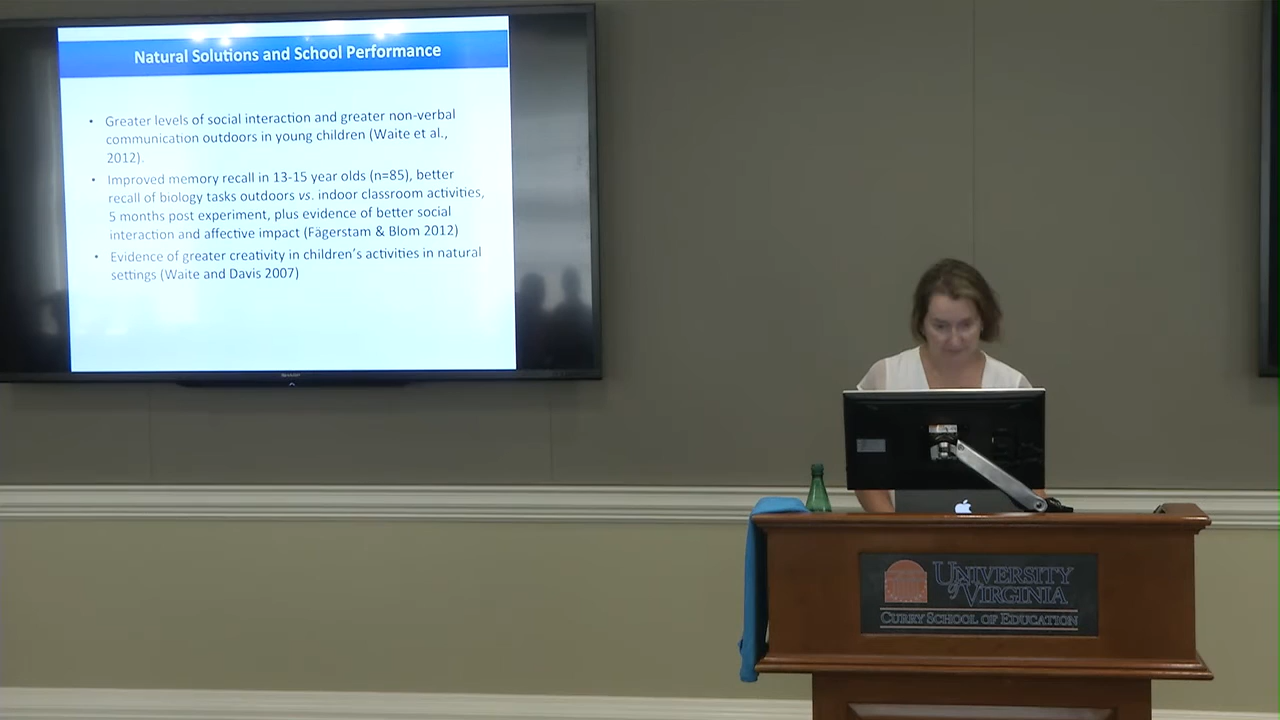 Natural Solutions and School Performance
• Greater levels of social interaction and greater non-verbal
communication outdoors in young children (Waite et al.,
2012).
• Improved memory recall in 13-15 year olds (n=85), better
recall of biology tasks outdoors vs. indoor classroom activities,
5 months post experiment, plus evidence of better social
interaction and affective impact (Fägerstam & Blom 2012)
• Evidence of greater creativity in children's activities in natural
settings (Waite and Davis 2007)
SHARP
UNIVERSITY
of VIRGINIA
CURRY SCHOOL OF EDUCATION